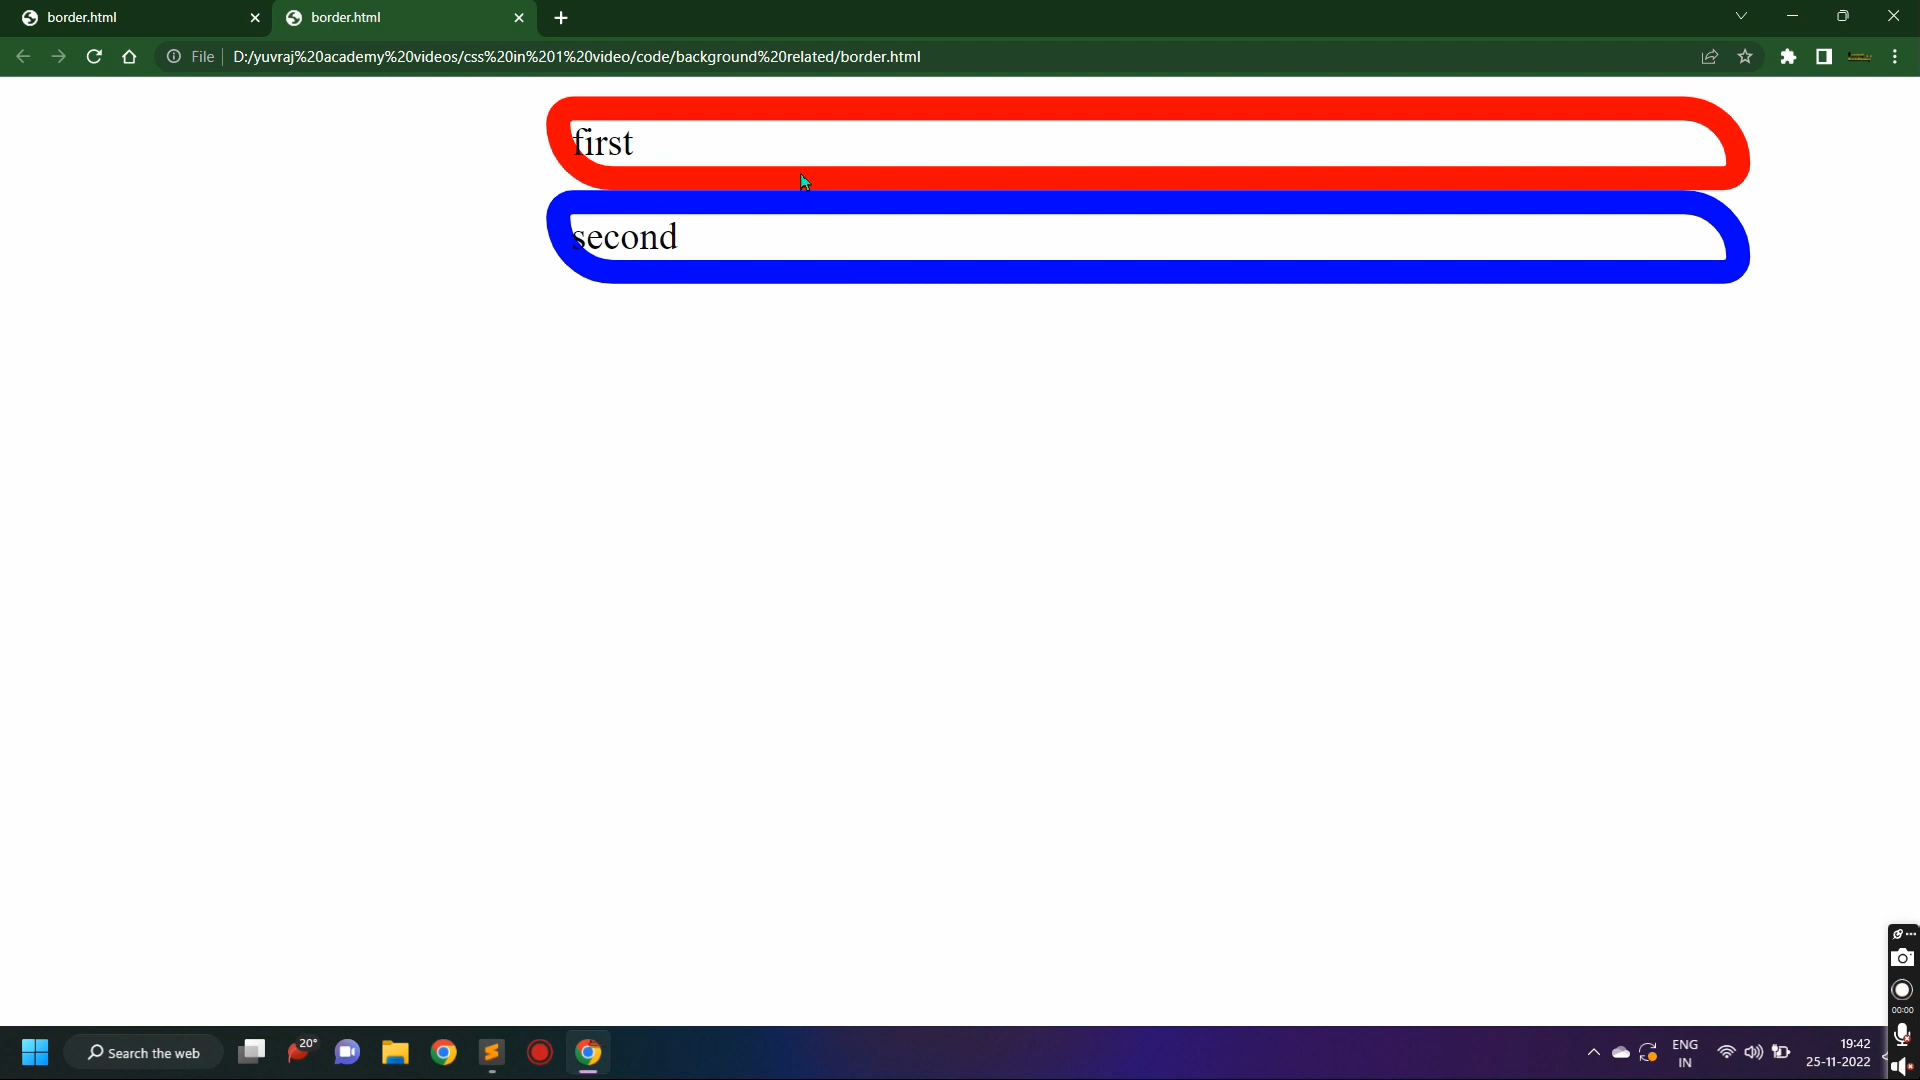 border.html
border.html
File
D:/yuvraj%20academy%20videos/css%20in%201%20video/code/background%20related/border.html
first
second
00:00
20°
Search the web
ENG
IN
19:42
25-11-2022